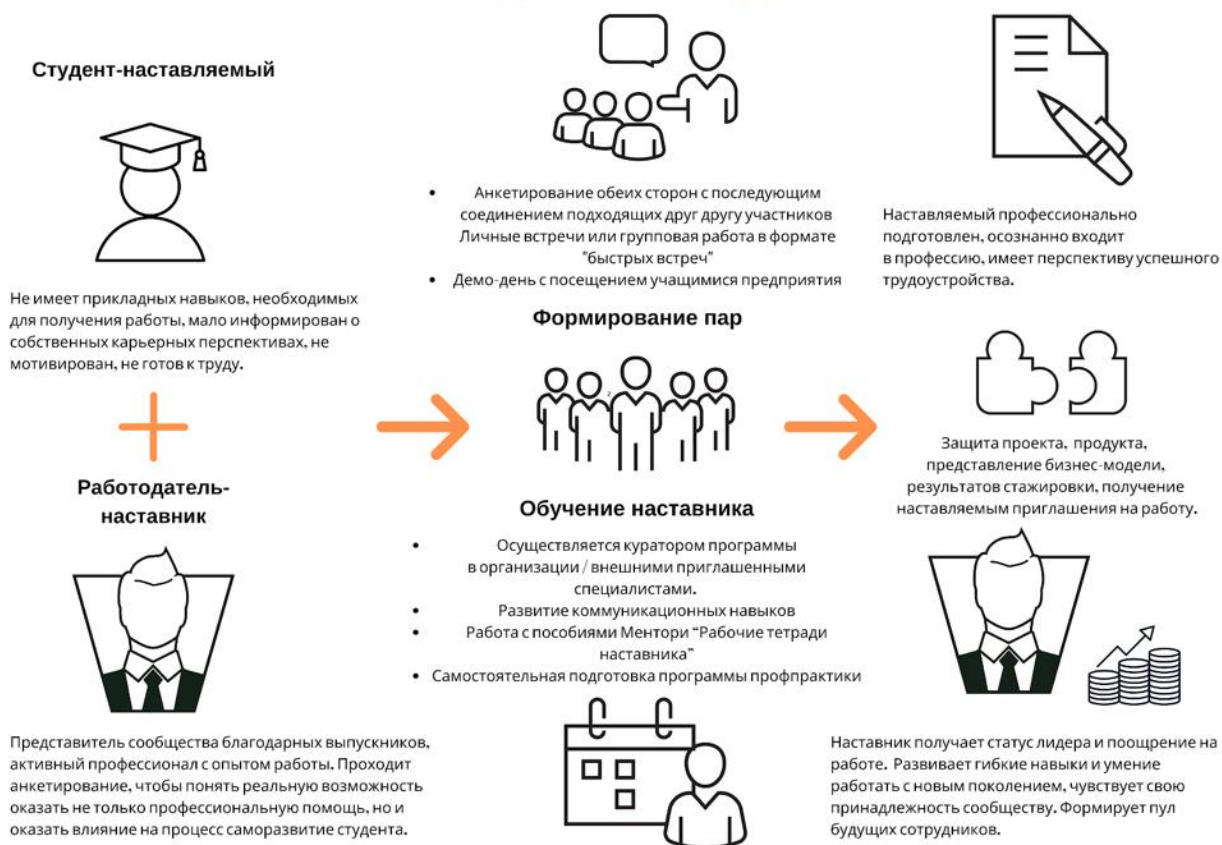 Студент-наставляемый
Не имеет прикладных навыков, необходимых
для получения работы, мало информирован о
собственных карьерных перспективах, не
мотивирован, не готов к труду.
Работодатель-
наставник
Представитель сообщества благодарных выпускников,
активный профессионал с опытом работы. Проходит
анкетирование, чтобы понять реальную возможность
оказать не только профессиональную помощь, но и
оказать влияние на процесс саморазвитие студента.
• Анкетирование обеих сторон с последующим
соединением подходящих друг другу участников
Личные встречи или групповая работа в формате
"быстрых встреч"
• Демо-день с посещением учащимися предприятия
Формирование пар
z
Обучение наставника
• Осуществляется куратором программы
в организации / внешними приглашенными
специалистами.
• Развитие коммуникационных навыков
• Работа с пособиями Ментори “Рабочие тетради
наставника”
• Самостоятельная подготовка программы профпрактики
Наставляемый профессионально
подготовлен, осознанно входит
в профессию, имеет перспективу успешного
трудоустройства.
Защита проекта, продукта,
представление бизнес-модели,
результатов стажировки, получение
наставляемым приглашения на работу.
Наставник получает статус лидера и поощрение на
работе. Развивает гибкие навыки и умение
работать с новым поколением, чувствует свою
принадлежность сообществу. Формирует пул
будущих сотрудников.